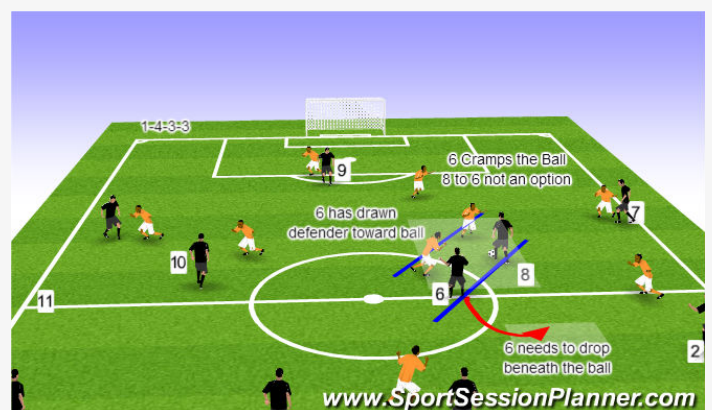 1-4-3-3
9
6 Cramps the Ball
8 to 6 not an option
7
6 has drawn
defender toward ball
10
8
6
11
2
6 needs to drop
beneath the ball
www.SportSessionPlanner.com